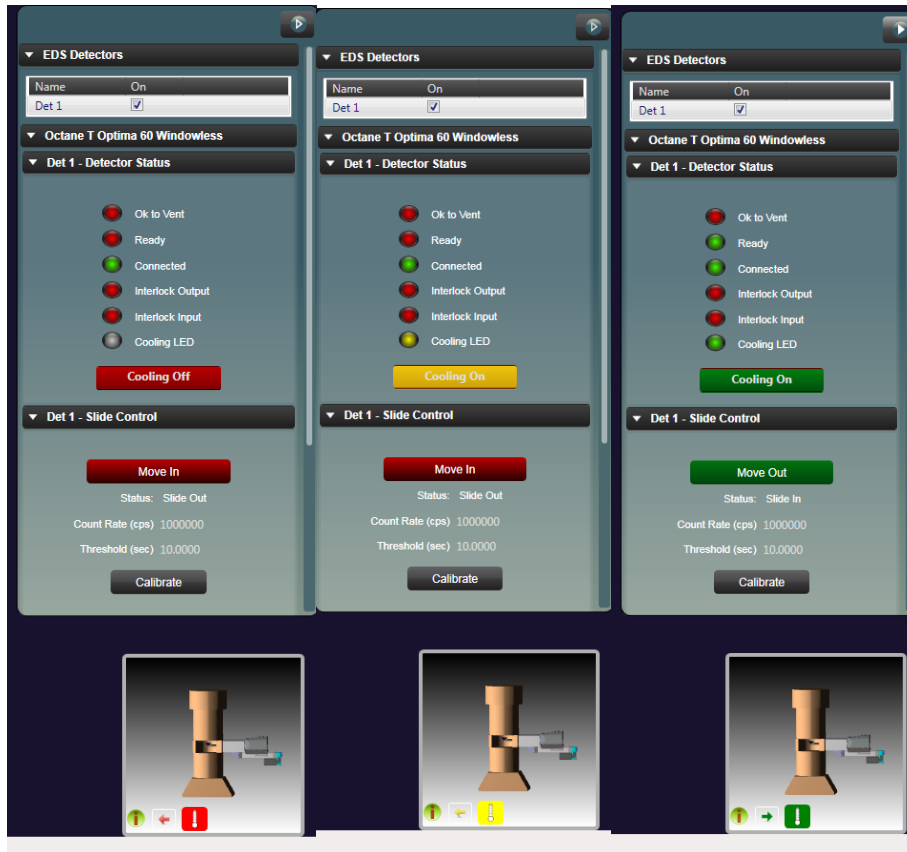 EDS Detectors
Name On
Det 1
Octane T Optima 60 Windowless
Det 1 - Detector Status
Ok to Vent
Ready
Connected
Interlock Output
Interlock Input
Cooling LED
Cooling Off
Det 1 - Slide Control
Move In
Status: Slide Out
Count Rate (cps) 1000000
Threshold (sec) 10.0000
Calibrate
EDS Detectors
Name On
Det 1
Octane T Optima 60 Windowless
Det 1 - Detector Status
Ok to Vent
Ready
Connected
Interlock Output
Interlock Input
Cooling LED
Cooling On
Det 1 - Slide Control
Move In
Status: Slide Out
Count Rate (cps) 1000000
Threshold (sec) 10.0000
Calibrate
EDS Detectors
Name On
Det 1
Octane T Optima 60 Windowless
Det 1 - Detector Status
Ok to Vent
Ready
Connected
Interlock Output
Interlock Input
Cooling LED
Cooling On
Det 1 - Slide Control
Move Out
Status: Slide In
Count Rate (cps) 1000000
Threshold (sec) 10.0000
Calibrate